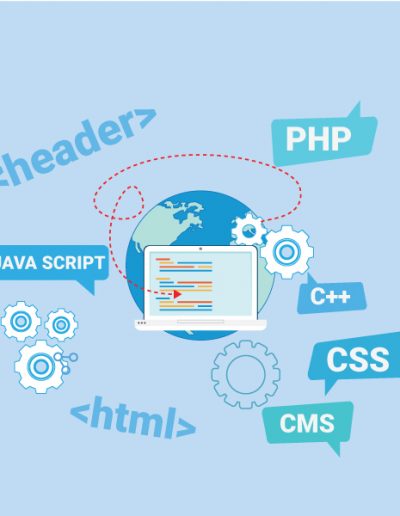 <header>
PHP
JAVA SCRIPT
C++
CSS
<html>
CMS